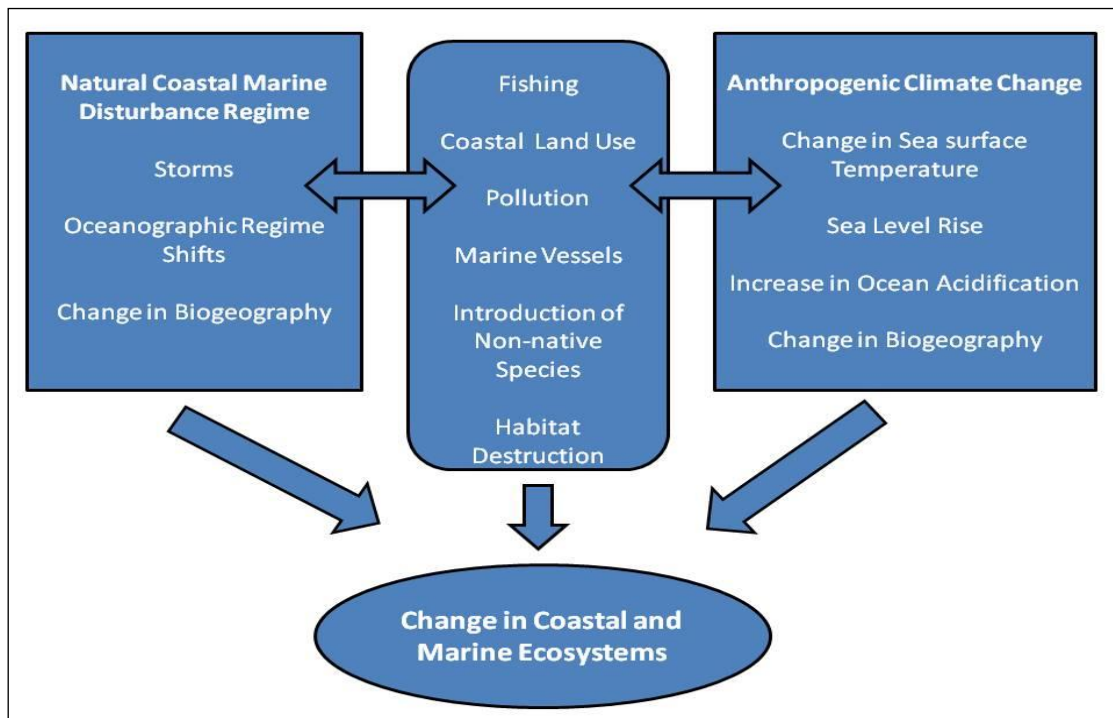 Natural Coastal Marine
Disturbance Regime
Storms
Oceanographic Regime
Shifts
Change in Biogeography
Fishing
Coastal Land Use
Pollution
Marine Vessels
Introduction of
Non-native
Species
Habitat
Destruction
Anthropogenic Climate Change
Change in Sea surface
Temperature
Sea Level Rise
Increase in Ocean Acidification
Change in Biogeography
Change in Coastal and
Marine Ecosystems